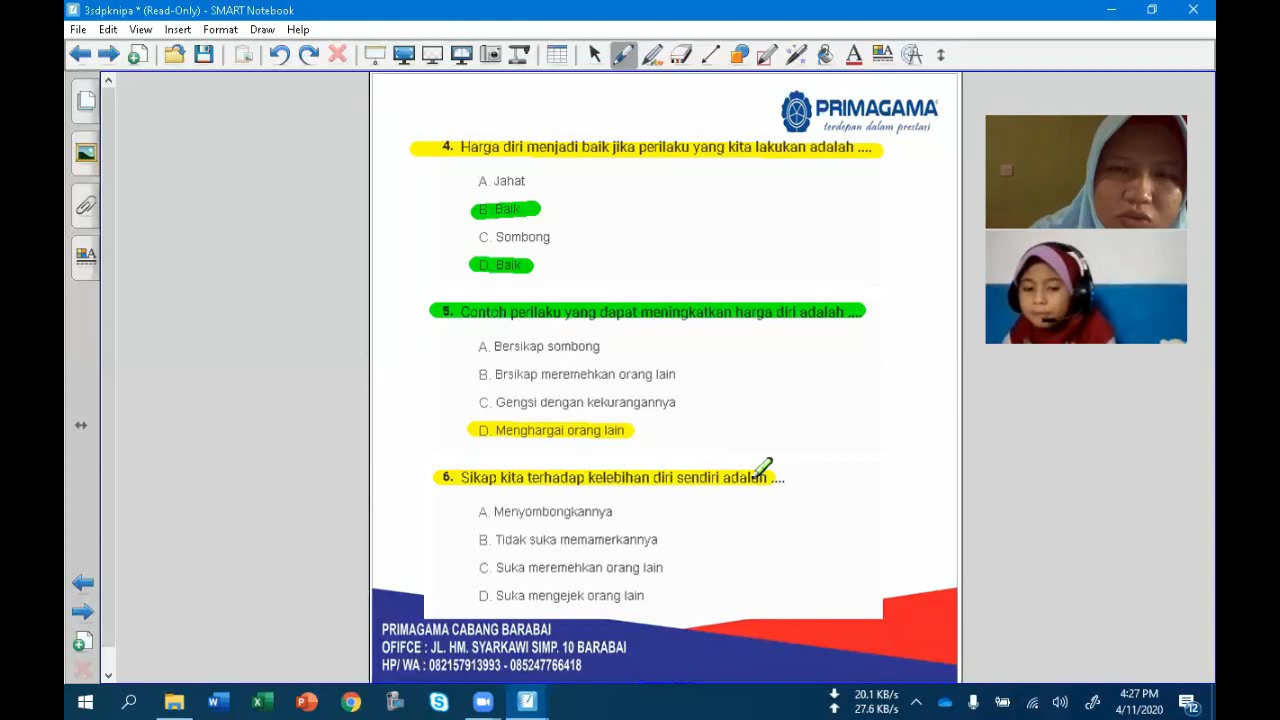 3sdpknipa * (Read-Only) - SMART Notebook
File Edit View Insert Format Draw Help
PRIMAGAMA
terdepan dalam prestasi
4. Harga diri menjadi baik jika perilaku yang kita lakukan adalah ....
A. Jahat
B. Baik
C. Sombong
D. Baik
5. Contoh perilaku yang dapat meningkatkan harga diri adalah ....
A. Bersikap sombong
B. Brsikap meremehkan orang lain
C. Gengsi dengan kekurangannya
D. Menghargai orang lain
6. Sikap kita terhadap kelebihan diri sendiri adalah ....
A. Menyombongkannya
B. Tidak suka memamerkannya
C. Suka meremehkan orang lain
D. Suka mengejek orang lain
PRIMAGAMA CABANG BARABAI
OFIFCE : JL. HM. SYARKAWI SIMP. 10 BARABAI
HP/ WA : 082157913993 - 085247766418
20.1 KB/s
27.6 KB/s
4:27 PM
4/11/2020
12